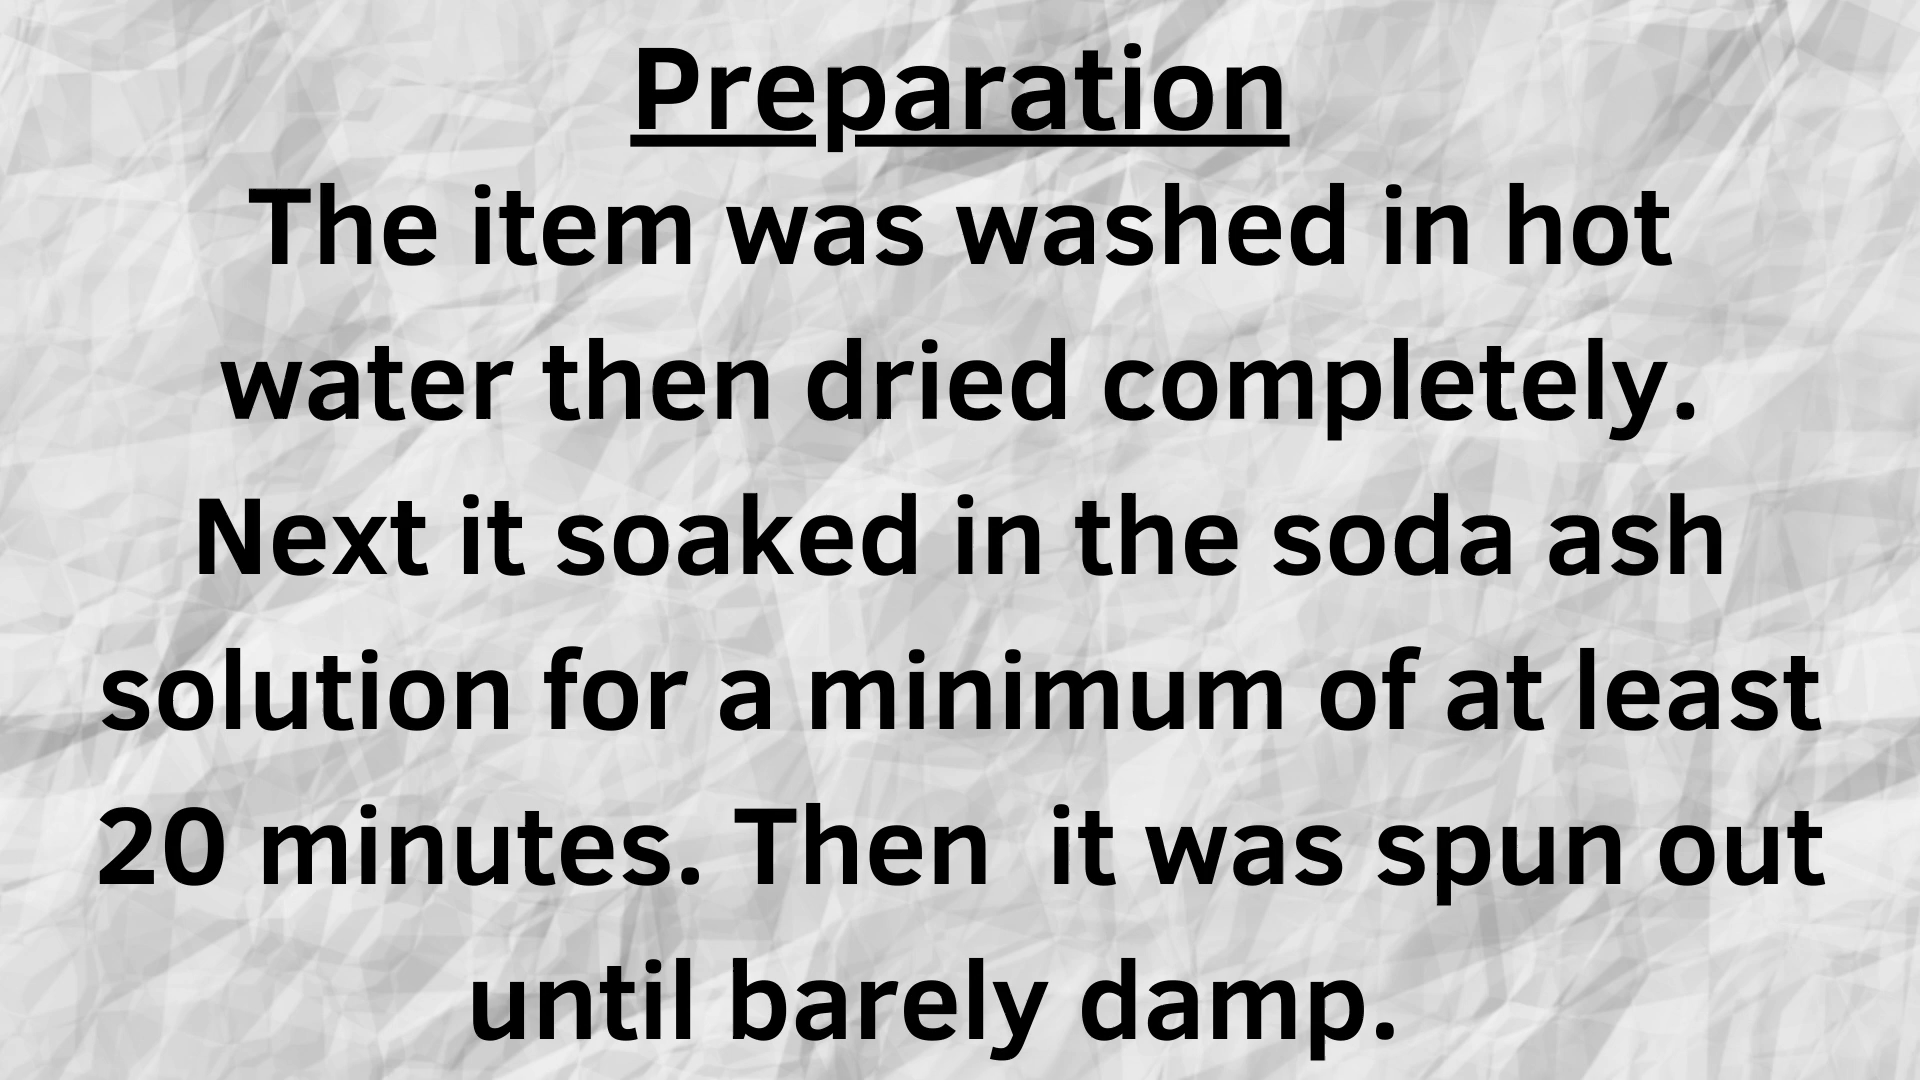 Preparation
The item was washed in hot
water then dried completely.
Next it soaked in the soda ash
solution for a minimum of at least
20 minutes. Then  it was spun out
until barely damp.